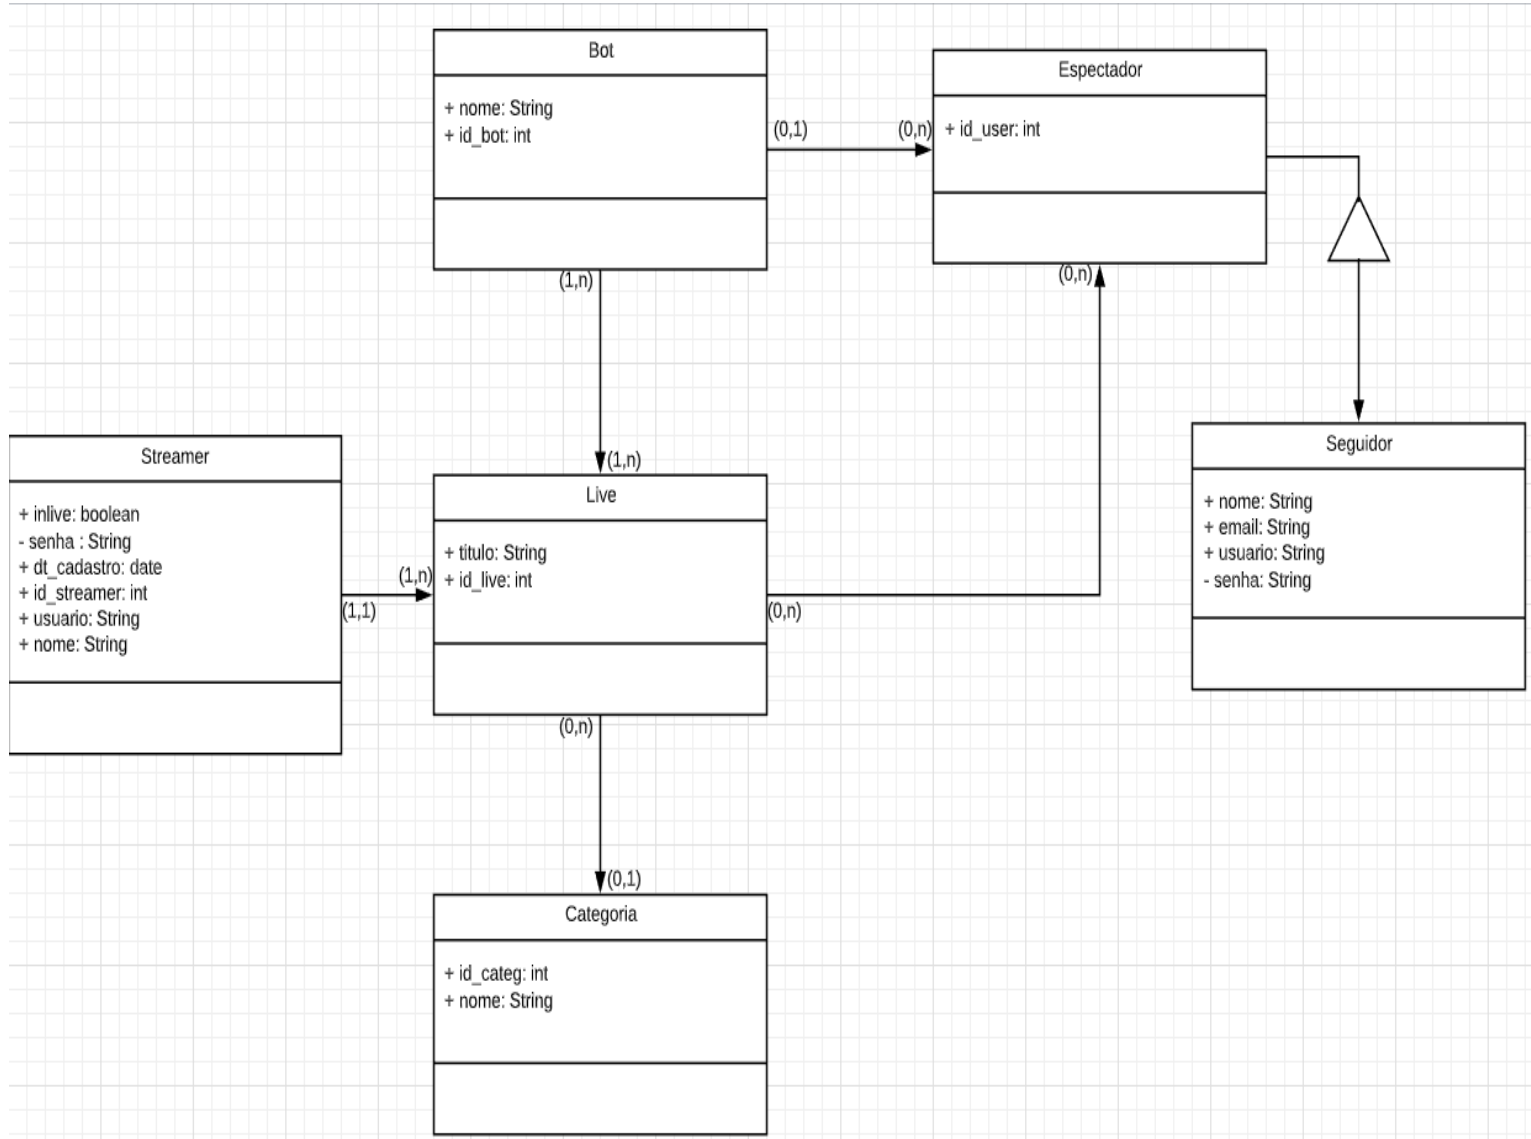 Bot
+ nome: String
+ id_bot: int
(0,1)
(0,n)
(1,n)
Espectador
+ id_user: int
(0,n)
Streamer
+ inlive: boolean
- senha : String
+ dt_cadastro: date
+ id_streamer: int
+ usuario: String
+ nome: String
(1,1)
(1,n)
(1,n)
Live
+ titulo: String
+ id_live: int
(0,n)
(0,n)
Seguidor
+ nome: String
+ email: String
+ usuario: String
- senha: String
(0,1)
Categoria
+ id_categ: int
+ nome: String